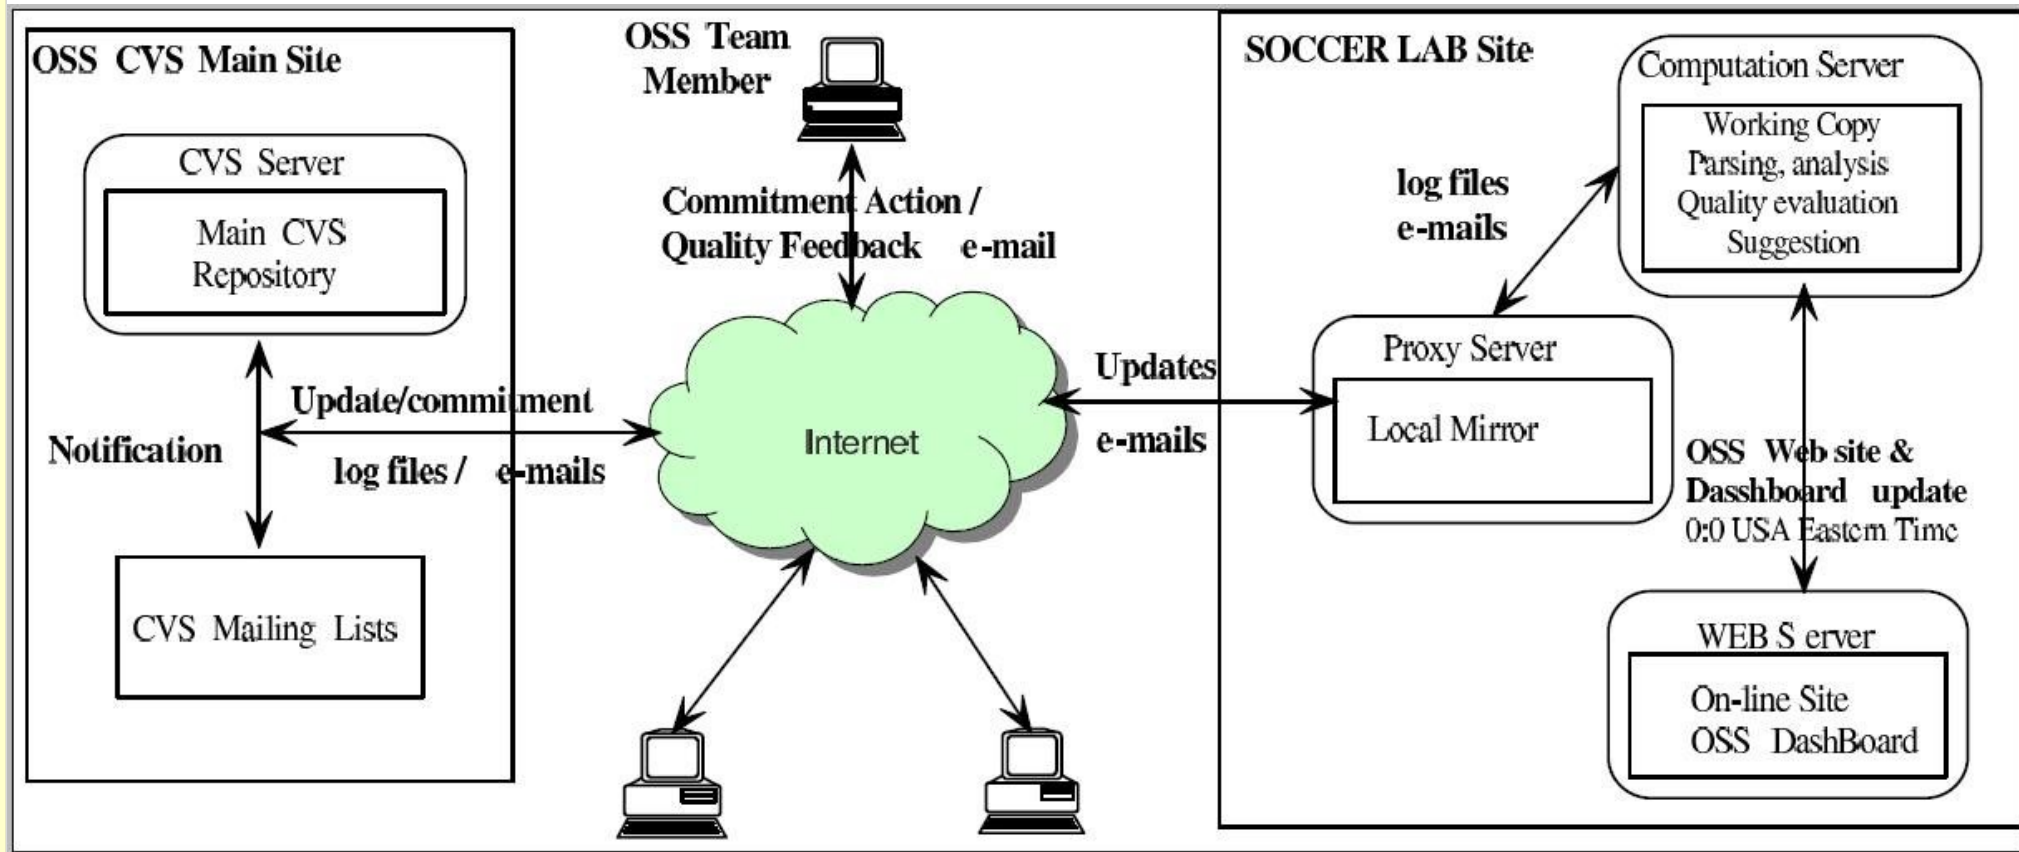 OSS CVS Main Site
CVS Server
Main CVS
Repository
Notification
Update/commitment
log files / e-mails
CVS Mailing Lists
OSS Team
Member
Commitment Action /
Quality Feedback e-mail
Internet
Updates
e-mails
SOCCER LAB Site
Computation Server
Working Copy
Parsing, analysis
Quality evaluation
Suggestion
log files
e-mails
Proxy Server
Local Mirror
OSS Web site &
Dasshboard update
0:0 USA Eastern Time
WEB S erver
On-line Site
OSS DashBoard